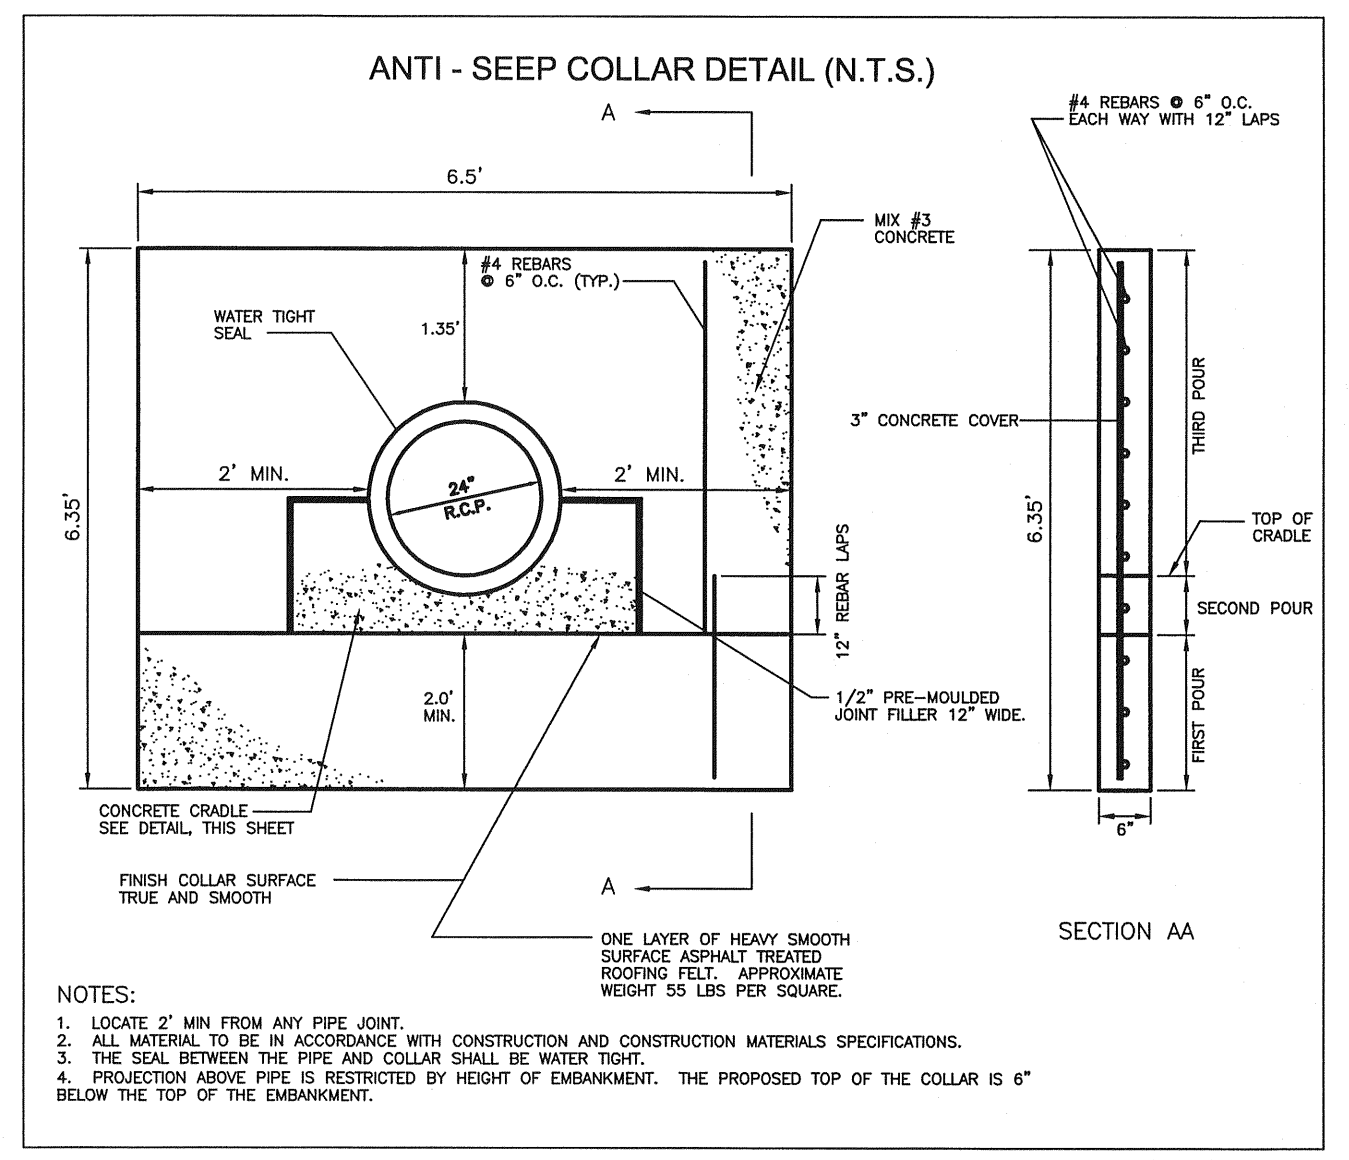 ANTI - SEEP COLLAR DETAIL (N.T.S.)
A
#4 REBARS @ 6" O.C.
EACH WAY WITH 12" LAPS
6.5'
MIX #3
CONCRETE
#4 REBARS
@ 6" O.C. (TYP.)
WATER TIGHT
SEAL
1.35'
THIRD POUR
3" CONCRETE COVER
2' MIN.
2' MIN.
24"
R.C.P.
6.35'
6.35'
TOP OF
CRADLE
12" REBAR LAPS
SECOND POUR
2.0'
MIN.
1/2" PRE-MOULDED
JOINT FILLER 12" WIDE.
FIRST POUR
CONCRETE CRADLE
SEE DETAIL, THIS SHEET
6"
FINISH COLLAR SURFACE
TRUE AND SMOOTH
A
SECTION AA
ONE LAYER OF HEAVY SMOOTH
SURFACE ASPHALT TREATED
ROOFING FELT. APPROXIMATE
WEIGHT 55 LBS PER SQUARE.
NOTES:
1. LOCATE 2' MIN FROM ANY PIPE JOINT.
2. ALL MATERIAL TO BE IN ACCORDANCE WITH CONSTRUCTION AND CONSTRUCTION MATERIALS SPECIFICATIONS.
3. THE SEAL BETWEEN THE PIPE AND COLLAR SHALL BE WATER TIGHT.
4. PROJECTION ABOVE PIPE IS RESTRICTED BY HEIGHT OF EMBANKMENT. THE PROPOSED TOP OF THE COLLAR IS 6"
BELOW THE TOP OF THE EMBANKMENT.